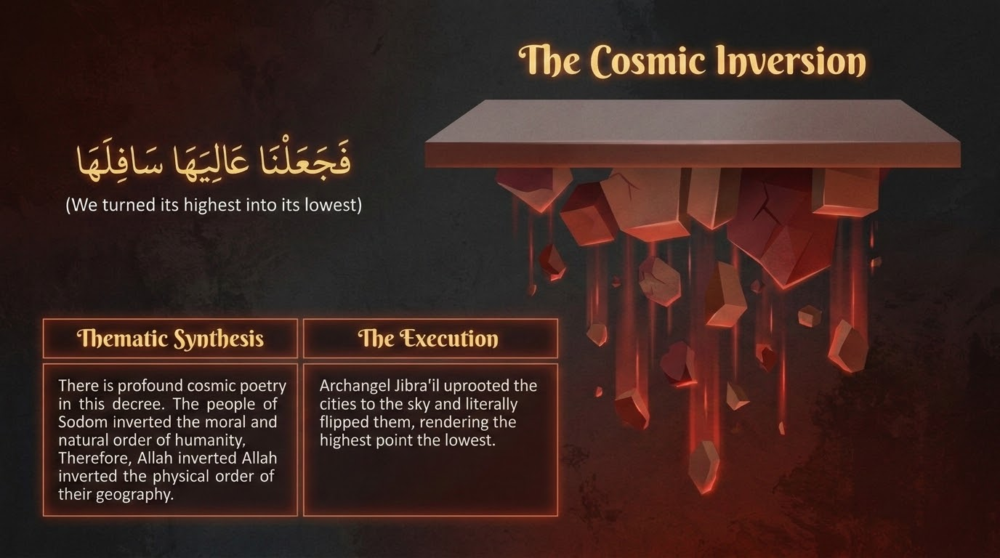 The Cosmic Inversion
فَجَعَلْنَا عَالِيَهَا سَافِلَهَا
(We turned its highest into its lowest)
Thematic Synthesis
There is profound cosmic poetry
in this decree. The people of
Sodom inverted the moral and
natural order of humanity,
Therefore, Allah inverted Allah
inverted the physical order of
their geography.
The Execution
Archangel Jibra'il uprooted the
cities to the sky and literally
flipped them, rendering the
highest point the lowest.